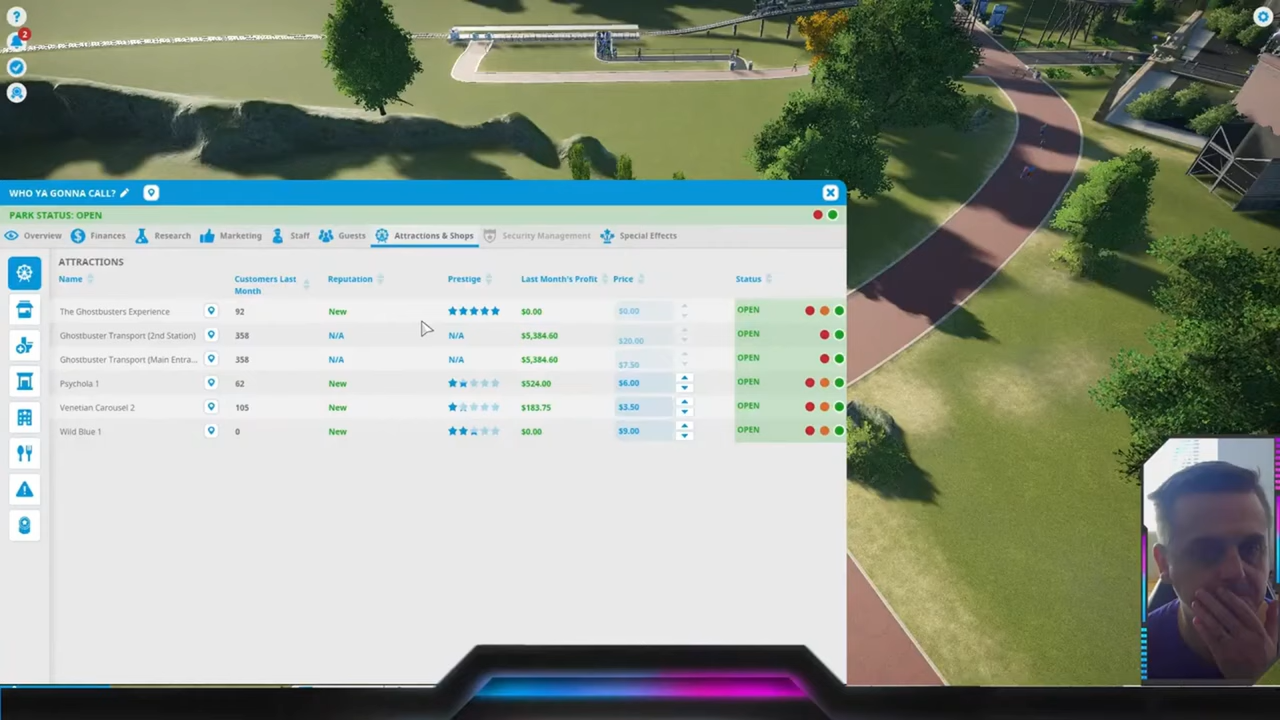 ?
2
WHO YA GONNA CALL?
PARK STATUS: OPEN
Overview Finances Research Marketing Staff Guests Attractions & Shops Security Management Special Effects
ATTRACTIONS
Name Customers Last Month Reputation Prestige Last Month's Profit Price Status
The Ghostbusters Experience 92 New $0.00 $0.00 OPEN
Ghostbuster Transport (2nd Station) 358 N/A N/A $5,384.60 $20.00 OPEN
Ghostbuster Transport (Main Entra... 358 N/A N/A $5,384.60 $7.50 OPEN
Psychola 1 62 New $524.00 $6.00 OPEN
Venetian Carousel 2 105 New $183.75 $3.50 OPEN
Wild Blue 1 0 New $0.00 $9.00 OPEN